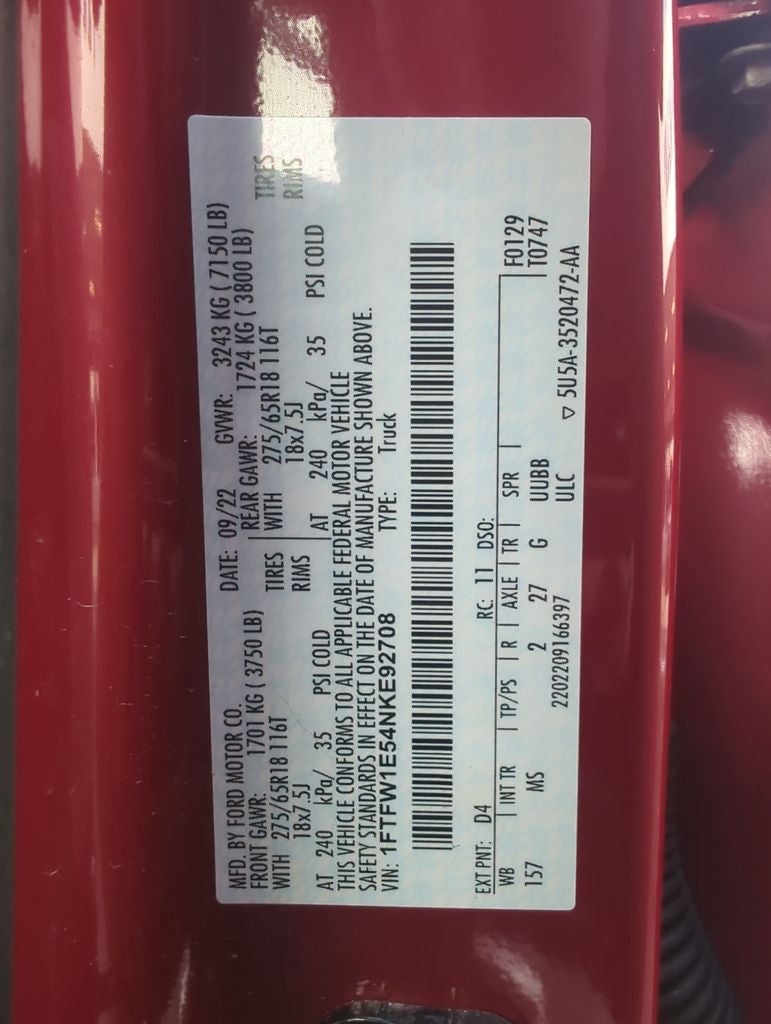 MFD. BY FORD MOTOR CO. DATE: 09/22 GVWR: 3243 KG ( 7150 LB)
FRONT GAWR: 1701 KG ( 3750 LB) REAR GAWR: 1724 KG ( 3800 LB)
WITH 275/65R18 116T TIRES WITH 275/65R18 116T TIRES
18x7.5J RIMS 18x7.5J RIMS
AT 240 kPa/ 35 PSI COLD AT 240 kPa/ 35 PSI COLD
THIS VEHICLE CONFORMS TO ALL APPLICABLE FEDERAL MOTOR VEHICLE
SAFETY STANDARDS IN EFFECT ON THE DATE OF MANUFACTURE SHOWN ABOVE.
VIN: 1FTFW1E54NKE92708 TYPE: Truck
EXT PNT: D4 RC: 11 DSO: F0129
WB INT TR TP/PS R AXLE TR SPR T0747
157 MS 2 27 G UUBB
2202209166397 ULC ▽ 5U5A-3520472-AA